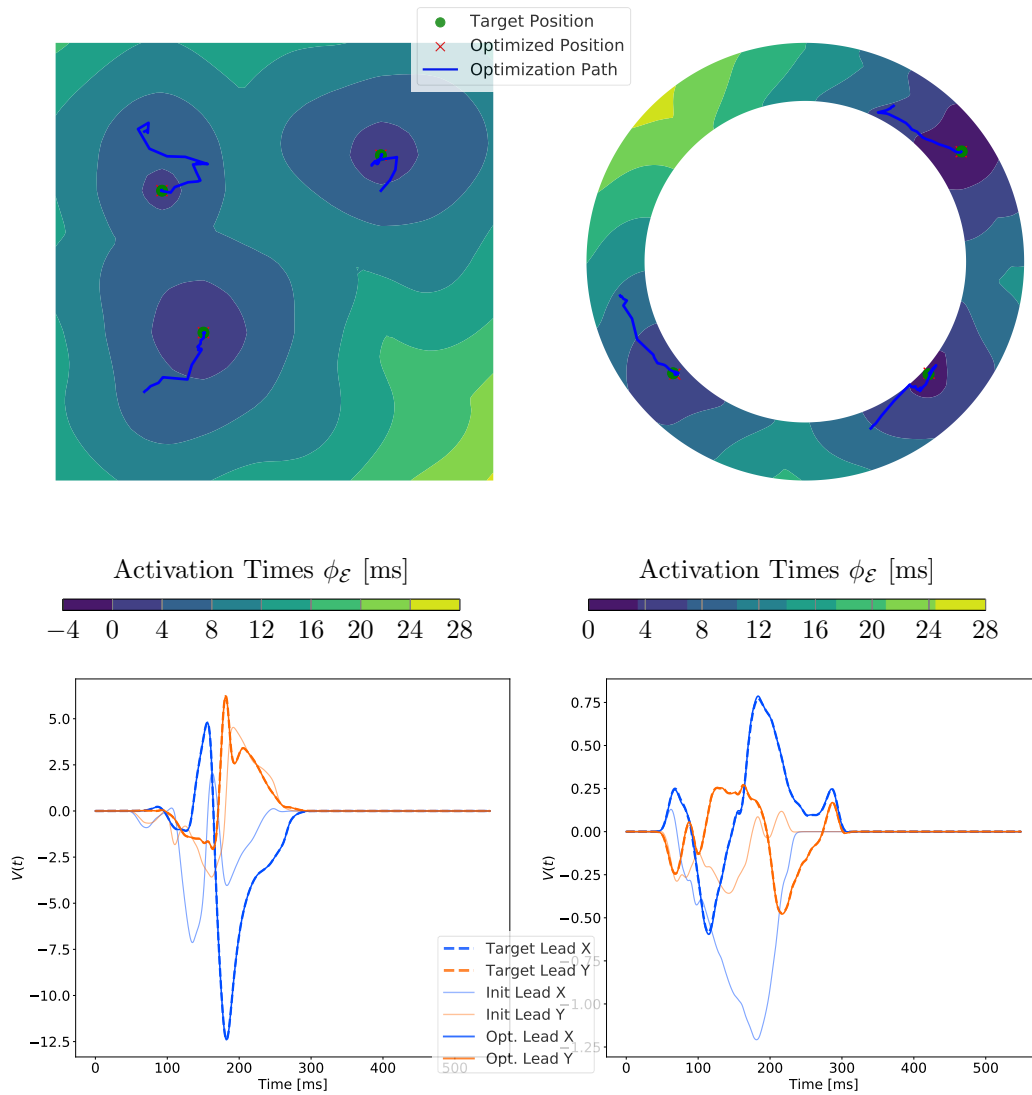 Target Position
Optimized Position
Optimization Path
Activation Times ϕ_ℰ [ms]
−4 0 4 8 12 16 20 24 28
Activation Times ϕ_ℰ [ms]
0 4 8 12 16 20 24 28
5.0
2.5
0.0
−2.5
−5.0
−7.5
−10.0
−12.5
V(t)
0 100 200 300 400 500
Time [ms]
Target Lead X
Target Lead Y
Init Lead X
Init Lead Y
Opt. Lead X
Opt. Lead Y
0.75
0.50
0.25
0.00
−0.25
−0.50
−0.75
−1.00
−1.25
V(t)
0 100 200 300 400 500
Time [ms]